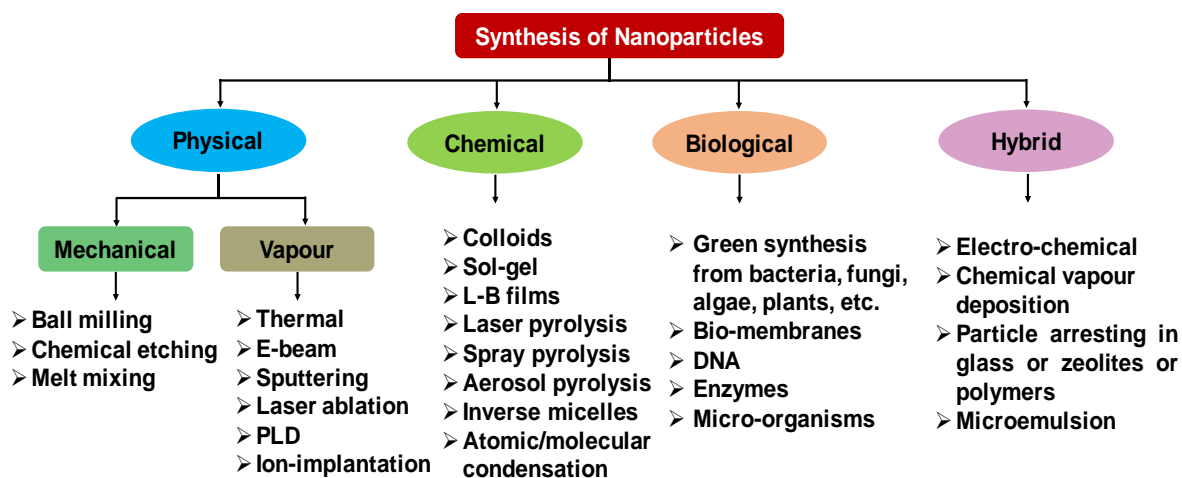 Synthesis of Nanoparticles
Physical
Chemical
Biological
Hybrid
Mechanical
Vapour
➢ Ball milling
➢ Chemical etching
➢ Melt mixing
➢ Thermal
➢ E-beam
➢ Sputtering
➢ Laser ablation
➢ PLD
➢ Ion-implantation
➢ Colloids
➢ Sol-gel
➢ L-B films
➢ Laser pyrolysis
➢ Spray pyrolysis
➢ Aerosol pyrolysis
➢ Inverse micelles
➢ Atomic/molecular
condensation
➢ Green synthesis
from bacteria, fungi,
algae, plants, etc.
➢ Bio-membranes
➢ DNA
➢ Enzymes
➢ Micro-organisms
➢ Electro-chemical
➢ Chemical vapour
deposition
➢ Particle arresting in
glass or zeolites or
polymers
➢ Microemulsion